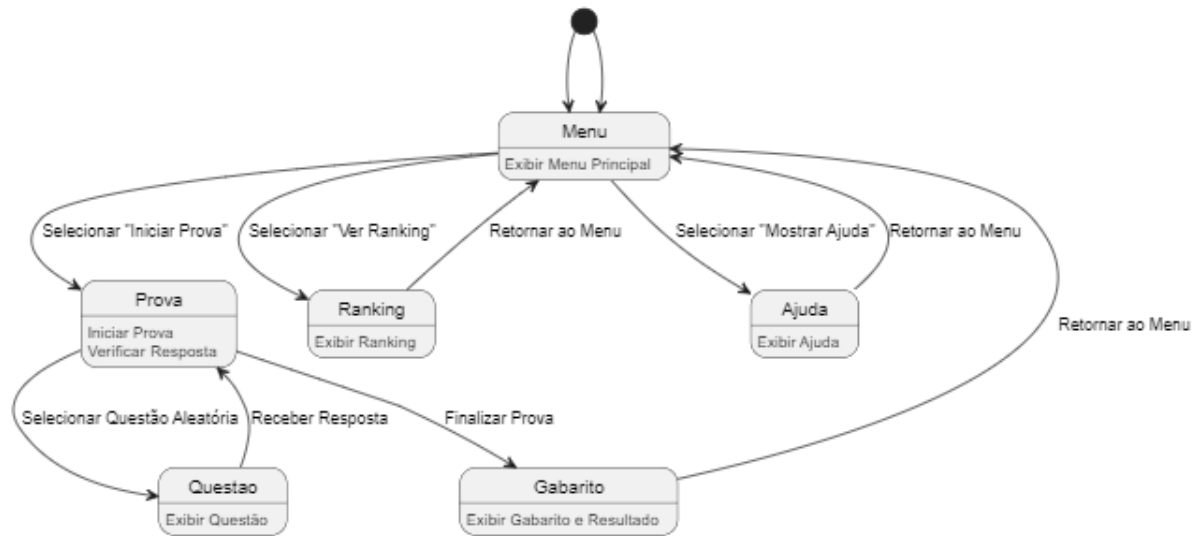 Menu
Exibir Menu Principal
Selecionar "Iniciar Prova"
Selecionar "Ver Ranking"
Retornar ao Menu
Selecionar "Mostrar Ajuda"
Retornar ao Menu
Prova
Iniciar Prova
Verificar Resposta
Ranking
Exibir Ranking
Ajuda
Exibir Ajuda
Retornar ao Menu
Selecionar Questão Aleatória
Receber Resposta
Finalizar Prova
Questao
Exibir Questão
Gabarito
Exibir Gabarito e Resultado